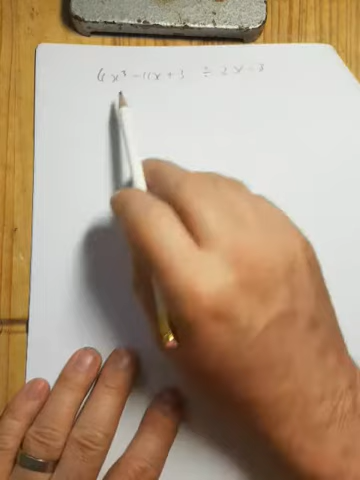 6x² - 11x + 3 ÷ 2x - 3